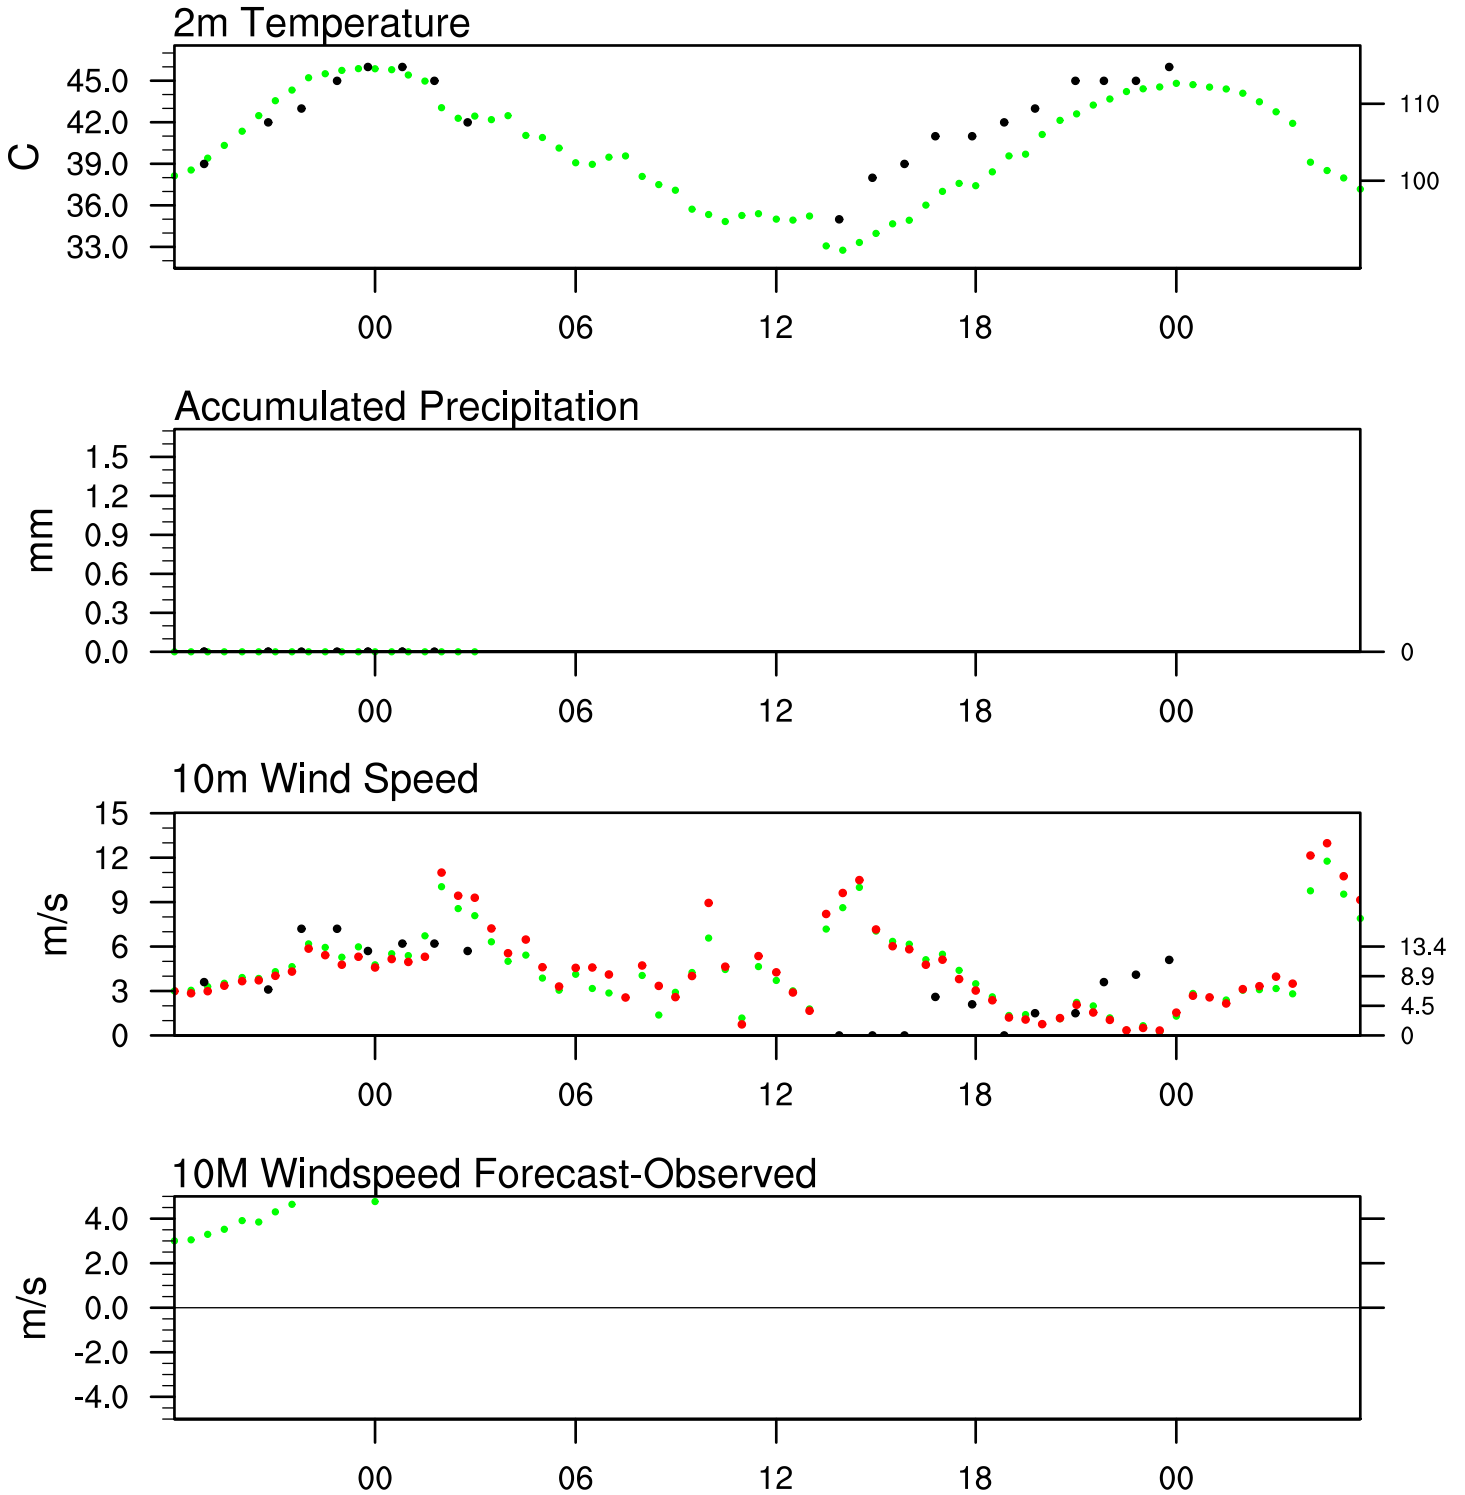 2m Temperature
C
45.0
42.0
39.0
36.0
33.0
110
100
00 06 12 18 00
Accumulated Precipitation
mm
1.5
1.2
0.9
0.6
0.3
0.0
0
00 06 12 18 00
10m Wind Speed
m/s
15
12
9
6
3
0
13.4
8.9
4.5
0
00 06 12 18 00
10M Windspeed Forecast-Observed
m/s
4.0
2.0
0.0
-2.0
-4.0
00 06 12 18 00